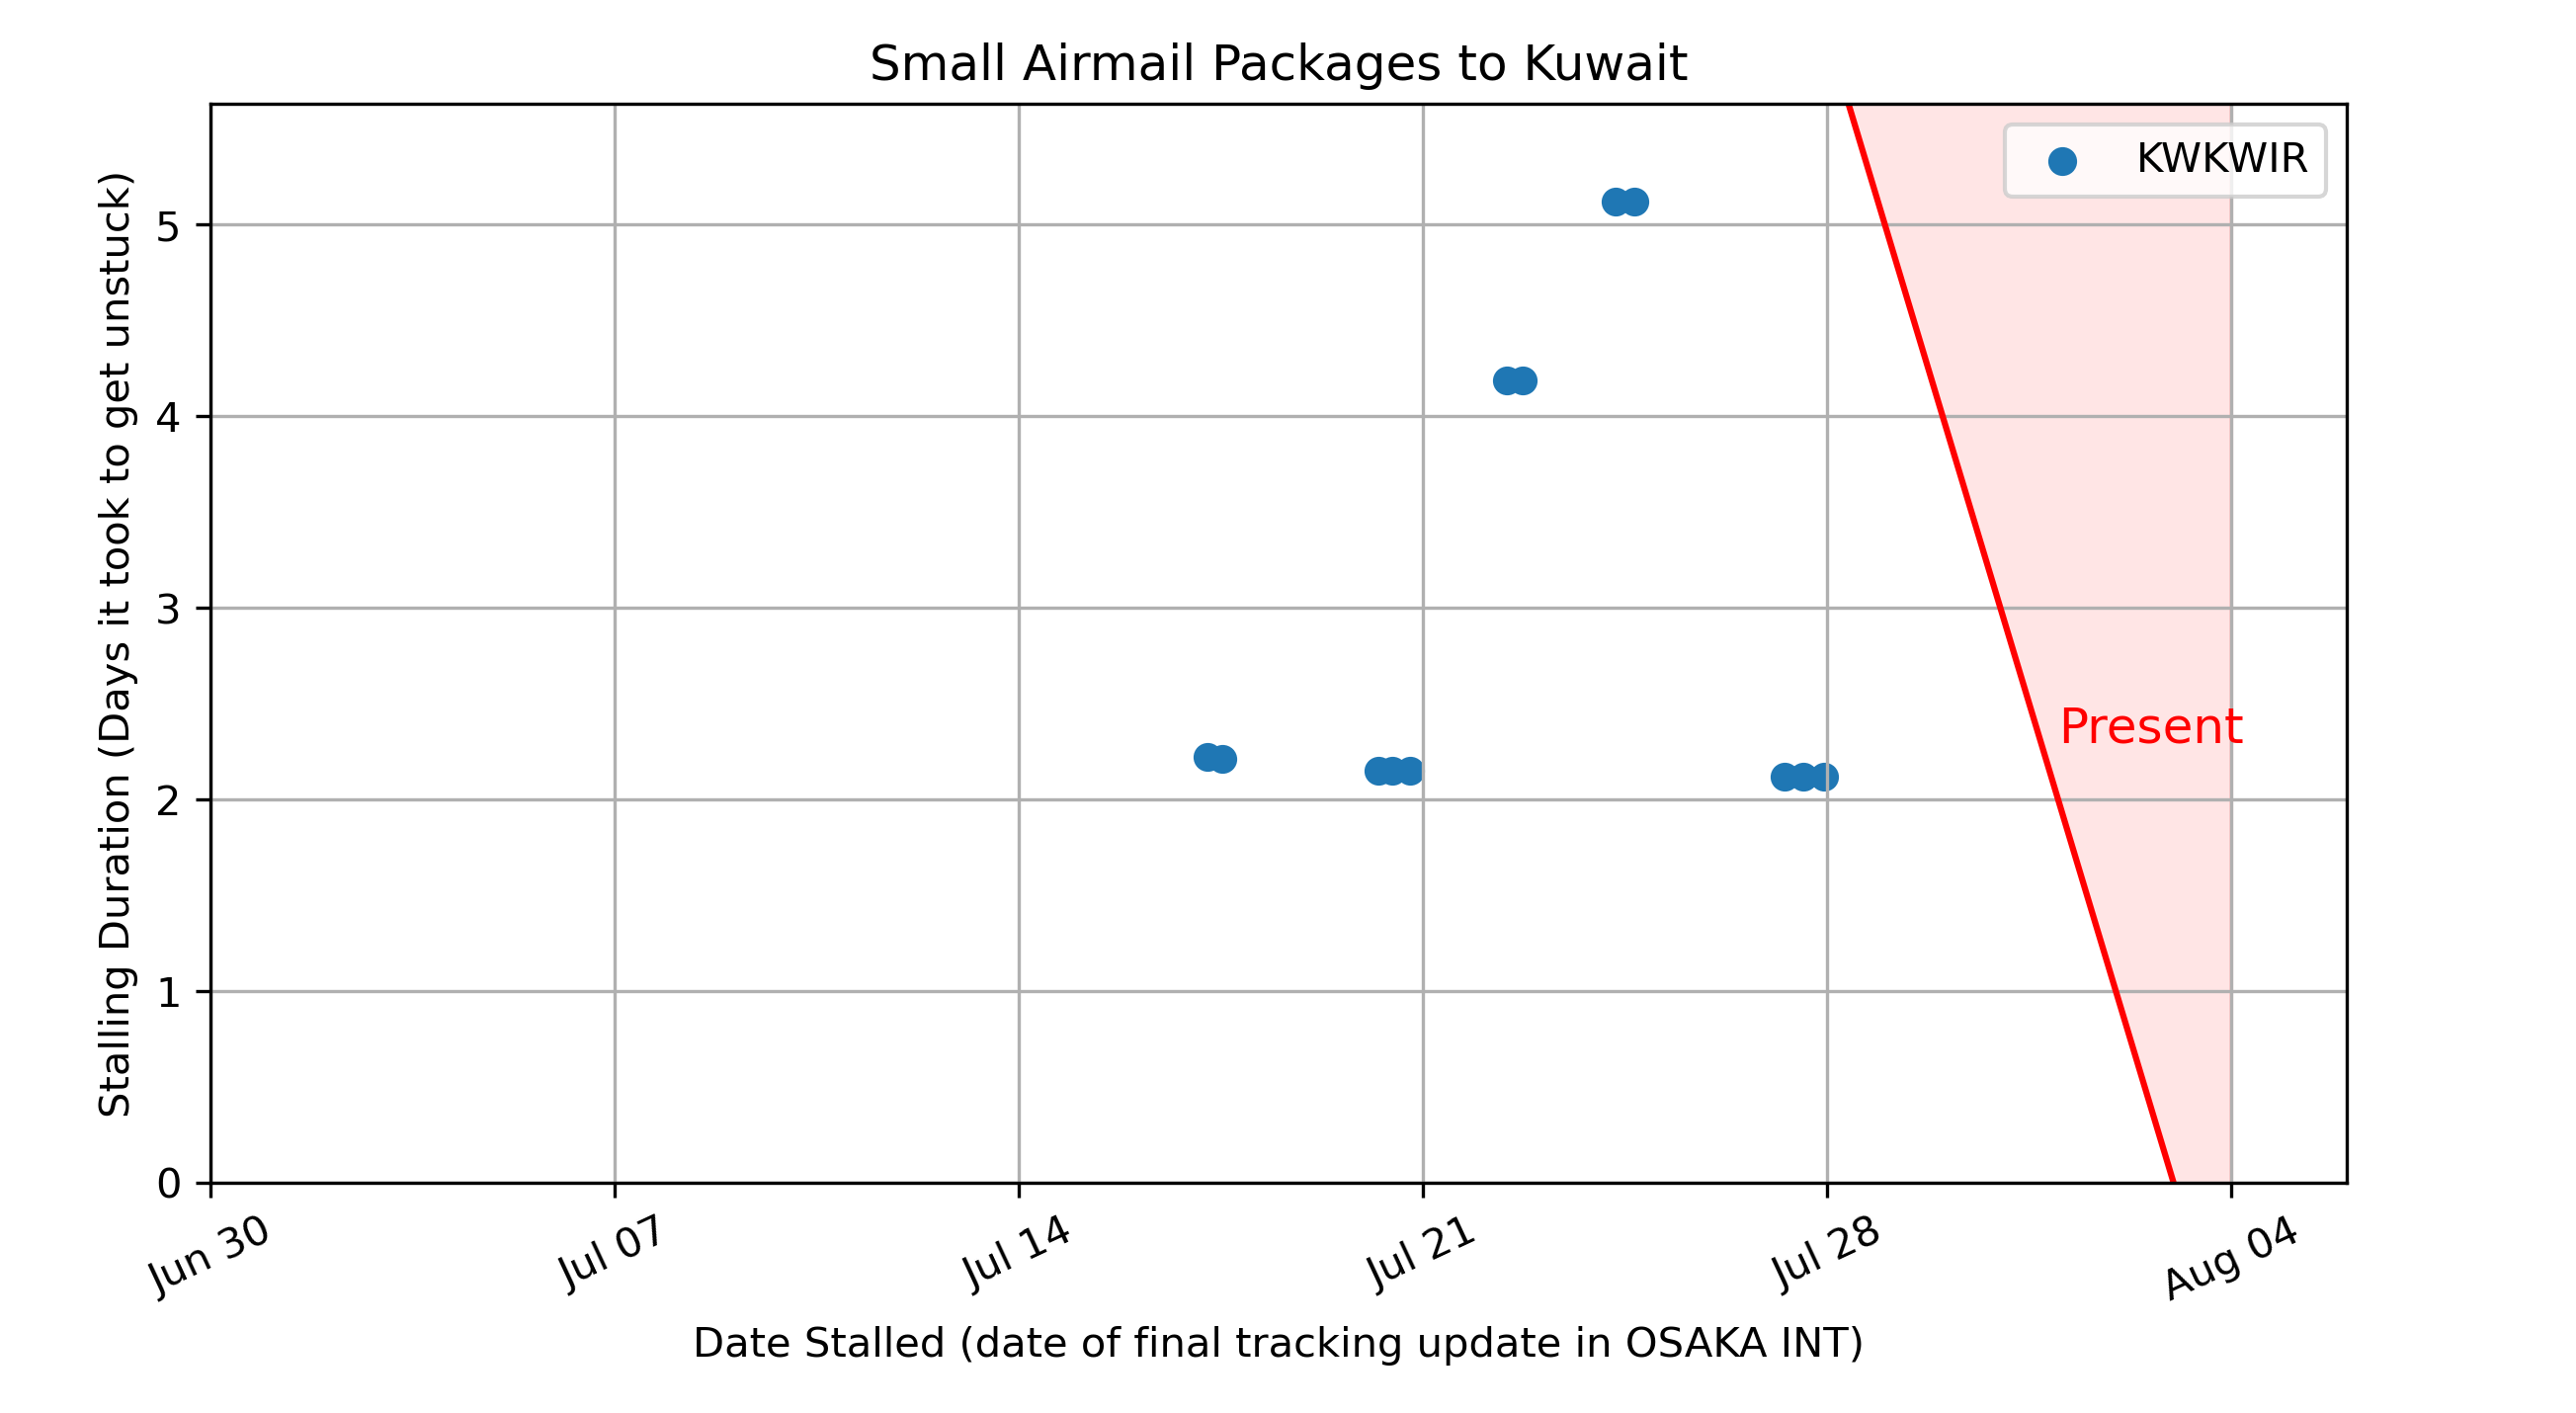 Small Airmail Packages to Kuwait
KWKWIR
Present
Stalling Duration (Days it took to get unstuck)
5
4
3
2
1
0
Jun 30
Jul 07
Jul 14
Jul 21
Jul 28
Aug 04
Date Stalled (date of final tracking update in OSAKA INT)